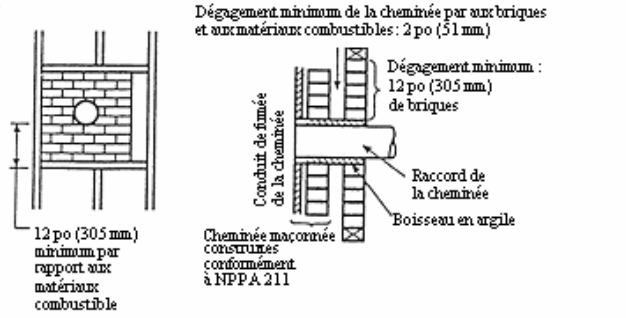 Dégagement minimum de la cheminée par aux briques
et aux matériaux combustibles: 2 po (51 mm)
Dégagement minimum :
12 po (305 mm)
de briques
Conduit de fumée
de la cheminée
Raccord de
la cheminée
Boisseau en argile
12 po (305 mm)
minimum par
rapport aux
matériaux
combustible
Cheminée maçonnée
construites
conformément
à NPPA 211